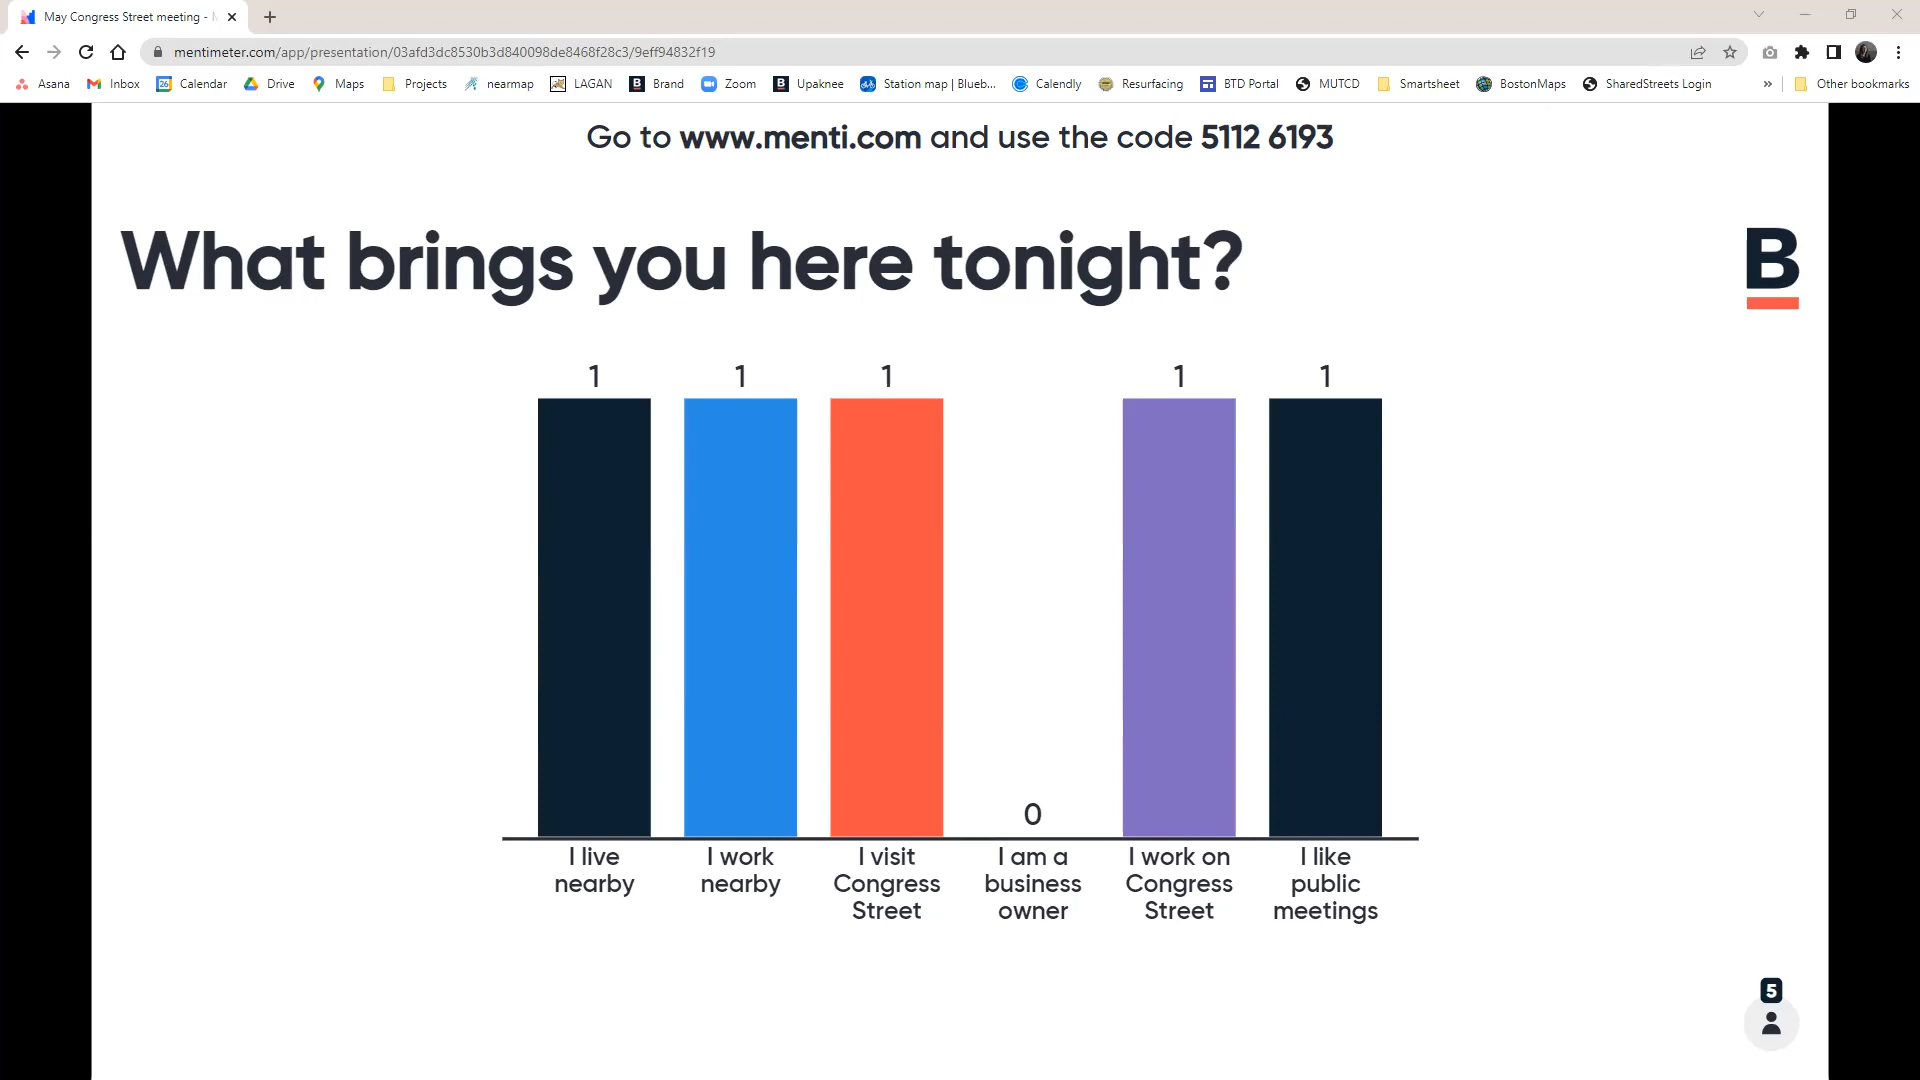 May Congress Street meeting -
mentimeter.com/app/presentation/03afd3dc8530b3d840098de8468f28c3/9eff94832f19
Asana Inbox 26 Calendar Drive Maps Projects nearmap LAGAN B Brand Zoom B Upaknee Station map | Blueb... Calendly Resurfacing BTD Portal MUTCD Smartsheet BostonMaps SharedStreets Login » Other bookmarks
Go to www.menti.com and use the code 5112 6193
What brings you here tonight?
B
1 1 1 1 1
0
I live I work I visit I am a I work on I like
nearby nearby Congress business Congress public
Street owner Street meetings
5